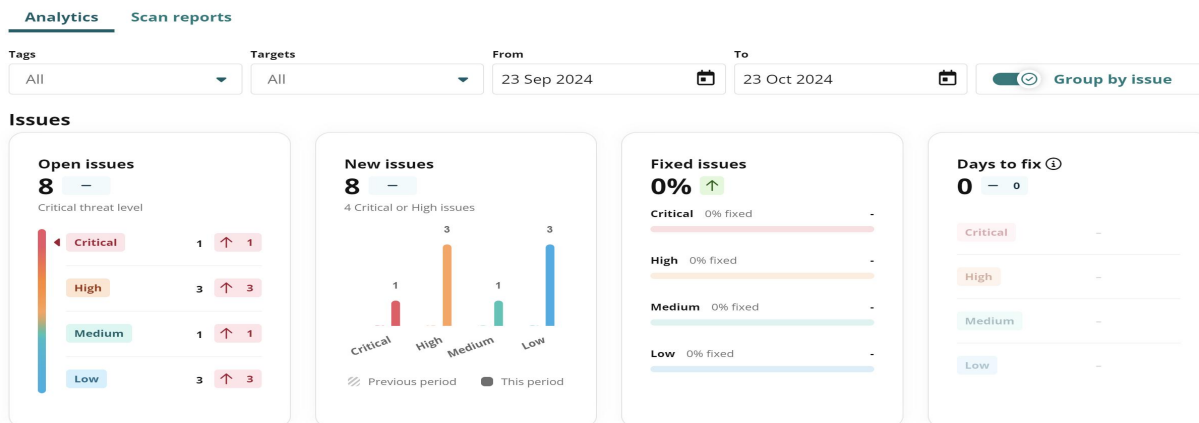 Analytics Scan reports
Tags Targets From To
All All 23 Sep 2024 23 Oct 2024 Group by issue
Issues
Open issues
8 –
Critical threat level
Critical 1 ↑ 1
High 3 ↑ 3
Medium 1 ↑ 1
Low 3 ↑ 3
New issues
8 –
4 Critical or High issues
1 3 1 3
Critical High Medium Low
Previous period This period
Fixed issues
0% ↑
Critical 0% fixed -
High 0% fixed -
Medium 0% fixed -
Low 0% fixed -
Days to fix
0 – 0
Critical –
High –
Medium –
Low –